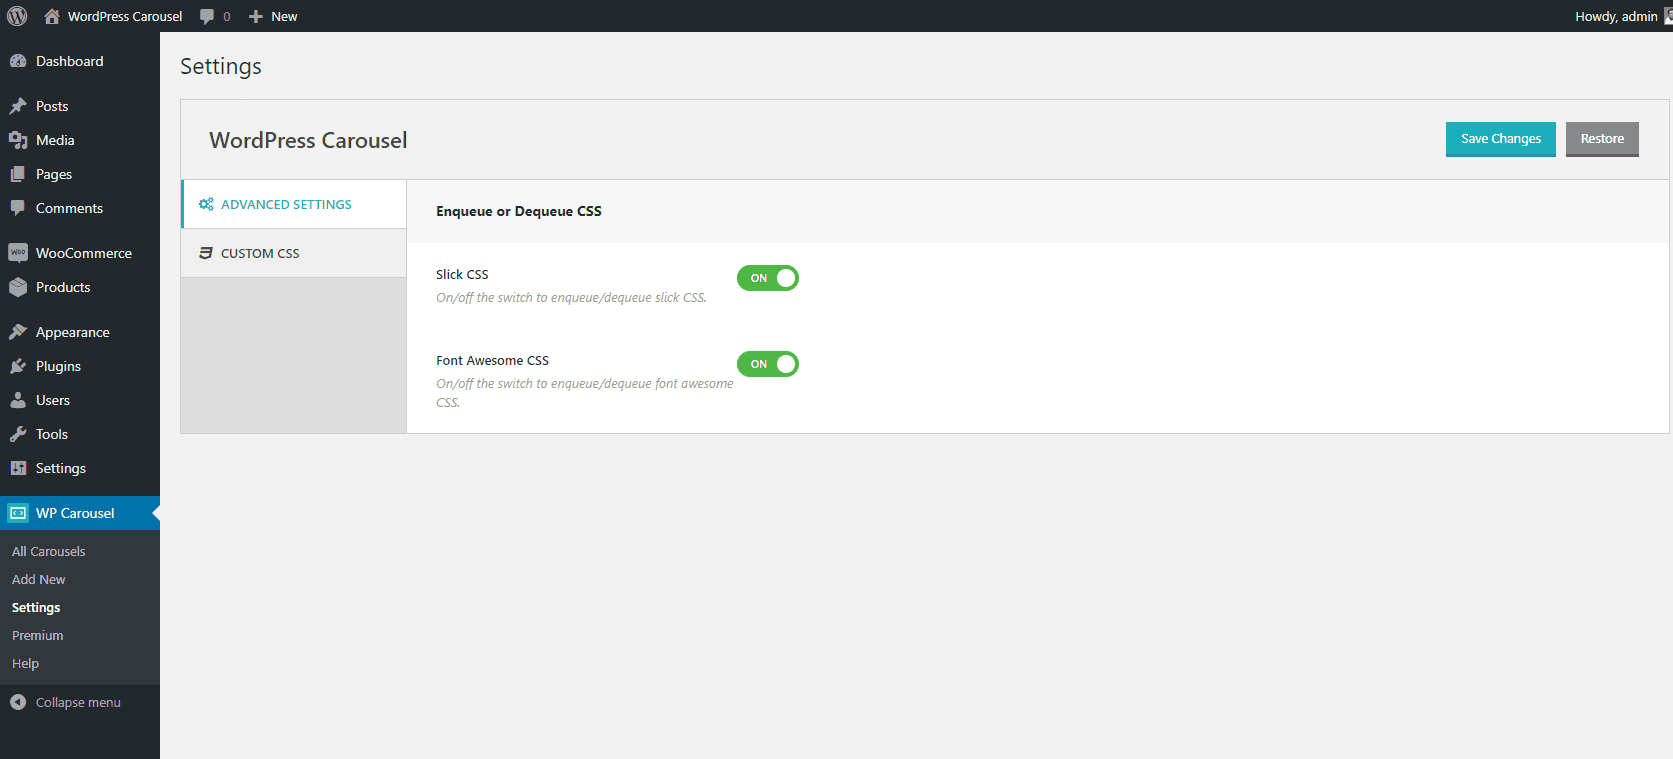 WordPress Carousel 0 New Howdy, admin
Dashboard
Posts
Media
Pages
Comments
WOO WooCommerce
Products
Appearance
Plugins
Users
Tools
Settings
WP Carousel
All Carousels
Add New
Settings
Premium
Help
Collapse menu
Settings
WordPress Carousel
Save Changes Restore
ADVANCED SETTINGS
CUSTOM CSS
Enqueue or Dequeue CSS
Slick CSS
ON
On/off the switch to enqueue/dequeue slick CSS.
Font Awesome CSS
ON
On/off the switch to enqueue/dequeue font awesome
CSS.